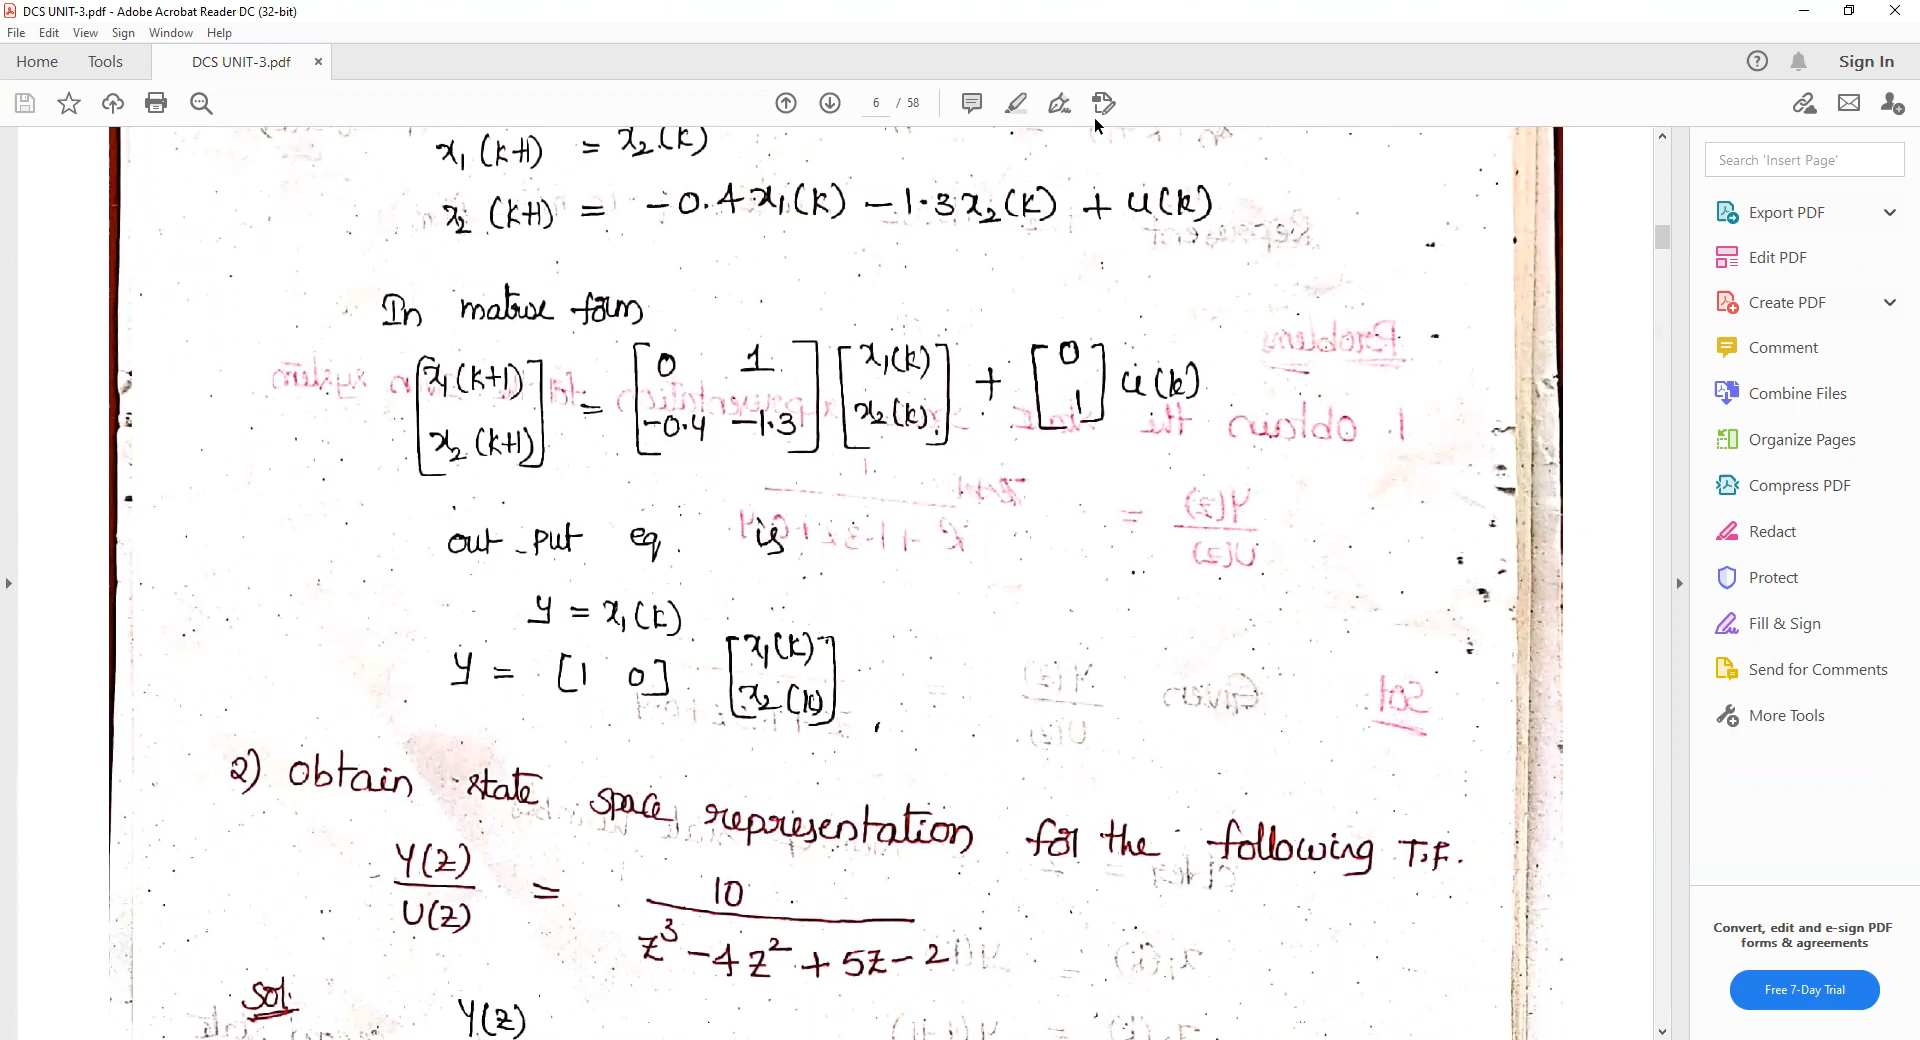 DCS UNIT-3.pdf - Adobe Acrobat Reader DC (32-bit)
File Edit View Sign Window Help
Home Tools DCS UNIT-3.pdf × Sign In
6 / 58
x₁ (k+1) = x₂(k)
x₂ (k+1) = -0.4x₁(k) -1.3x₂(k) + u(k)
In matrix form
[x₁(k+1) x₂(k+1)] = [0 1 -0.4 -1.3] [x₁(k) x₂(k)] + [0 1] u(k)
out-put eq. is
y = x₁(k)
y = [1 0] [x₁(k) x₂(k)]
2) obtain state space representation for the following T.F.
Y(z)/U(z) = 10/(z³ -4z² + 5z - 2)
Sol.
Y(z)
Search 'Insert Page'
Export PDF
Edit PDF
Create PDF
Comment
Combine Files
Organize Pages
Compress PDF
Redact
Protect
Fill & Sign
Send for Comments
More Tools
Convert, edit and e-sign PDF
forms & agreements
Free 7-Day Trial